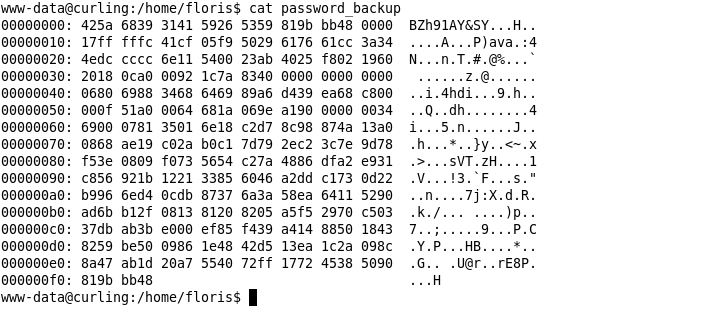 www-data@curling:/home/floris$ cat password_backup
00000000: 425a 6839 3141 5926 5359 819b bb48 0000  BZh91AY&SY...H..
00000010: 17ff fffc 41cf 05f9 5029 6176 61cc 3a34  ....A...P)ava.:4
00000020: 4edc cccc 6e11 5400 23ab 4025 f802 1960  N...n.T.#.@%...`
00000030: 2018 0ca0 0092 1c7a 8340 0000 0000 0000   ......z.@......
00000040: 0680 6988 3468 6469 89a6 d439 ea68 c800  ..i.4hdi...9.h..
00000050: 000f 51a0 0064 681a 069e a190 0000 0034  ..Q..dh........4
00000060: 6900 0781 3501 6e18 c2d7 8c98 874a 13a0  i...5.n......J..
00000070: 0868 ae19 c02a b0c1 7d79 2ec2 3c7e 9d78  .h...*..}y..<~.x
00000080: f53e 0809 f073 5654 c27a 4886 dfa2 e931  .>...sVT.zH....1
00000090: c856 921b 1221 3385 6046 a2dd c173 0d22  .V...!3.`F...s."
000000a0: b996 6ed4 0cdb 8737 6a3a 58ea 6411 5290  ..n....7j:X.d.R.
000000b0: ad6b b12f 0813 8120 8205 a5f5 2970 c503  .k./... ....)p..
000000c0: 37db ab3b e000 ef85 f439 a414 8850 1843  7..;.....9...P.C
000000d0: 8259 be50 0986 1e48 42d5 13ea 1c2a 098c  .Y.P...HB....*..
000000e0: 8a47 ab1d 20a7 5540 72ff 1772 4538 5090  .G.. .U@r..rE8P.
000000f0: 819b bb48                                ...H
www-data@curling:/home/floris$